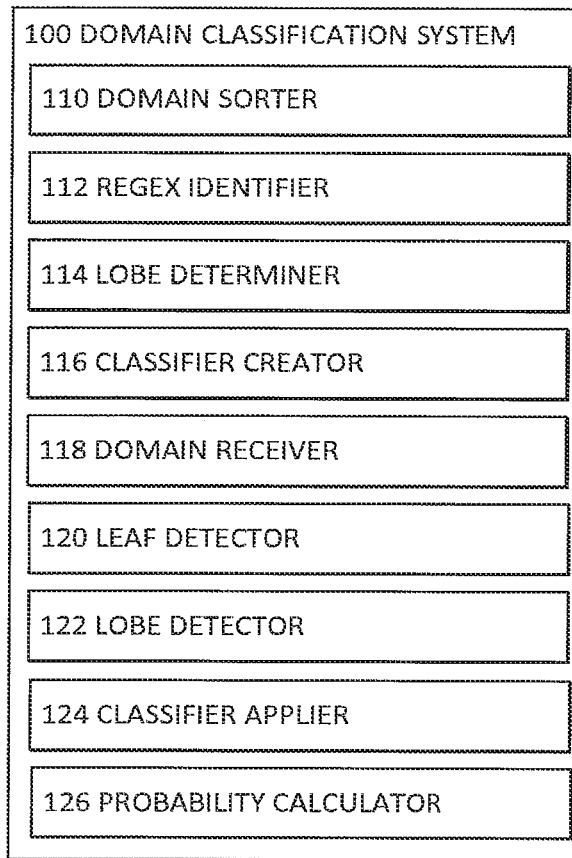 100 DOMAIN CLASSIFICATION SYSTEM
110 DOMAIN SORTER
112 REGEX IDENTIFIER
114 LOBE DETERMINER
116 CLASSIFIER CREATOR
118 DOMAIN RECEIVER
120 LEAF DETECTOR
122 LOBE DETECTOR
124 CLASSIFIER APPLIER
126 PROBABILITY CALCULATOR